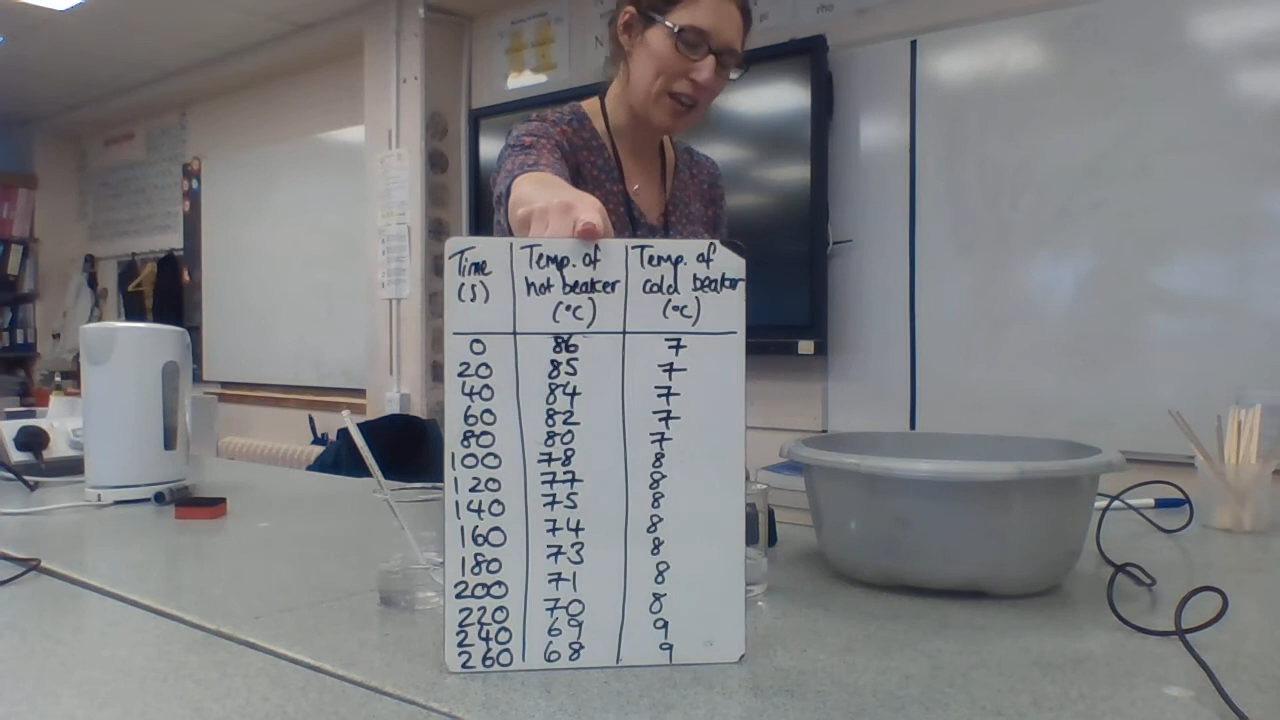 Time Temp. of Temp. of
(s) hot beaker cold beaker
(°C) (°C)
0 86 7
20 85 7
40 84 7
60 82 7
80 80 7
100 78 8
120 77 8
140 75 8
160 74 8
180 73 8
200 71 8
220 70 8
240 69 9
260 68 9
pi
rho
N